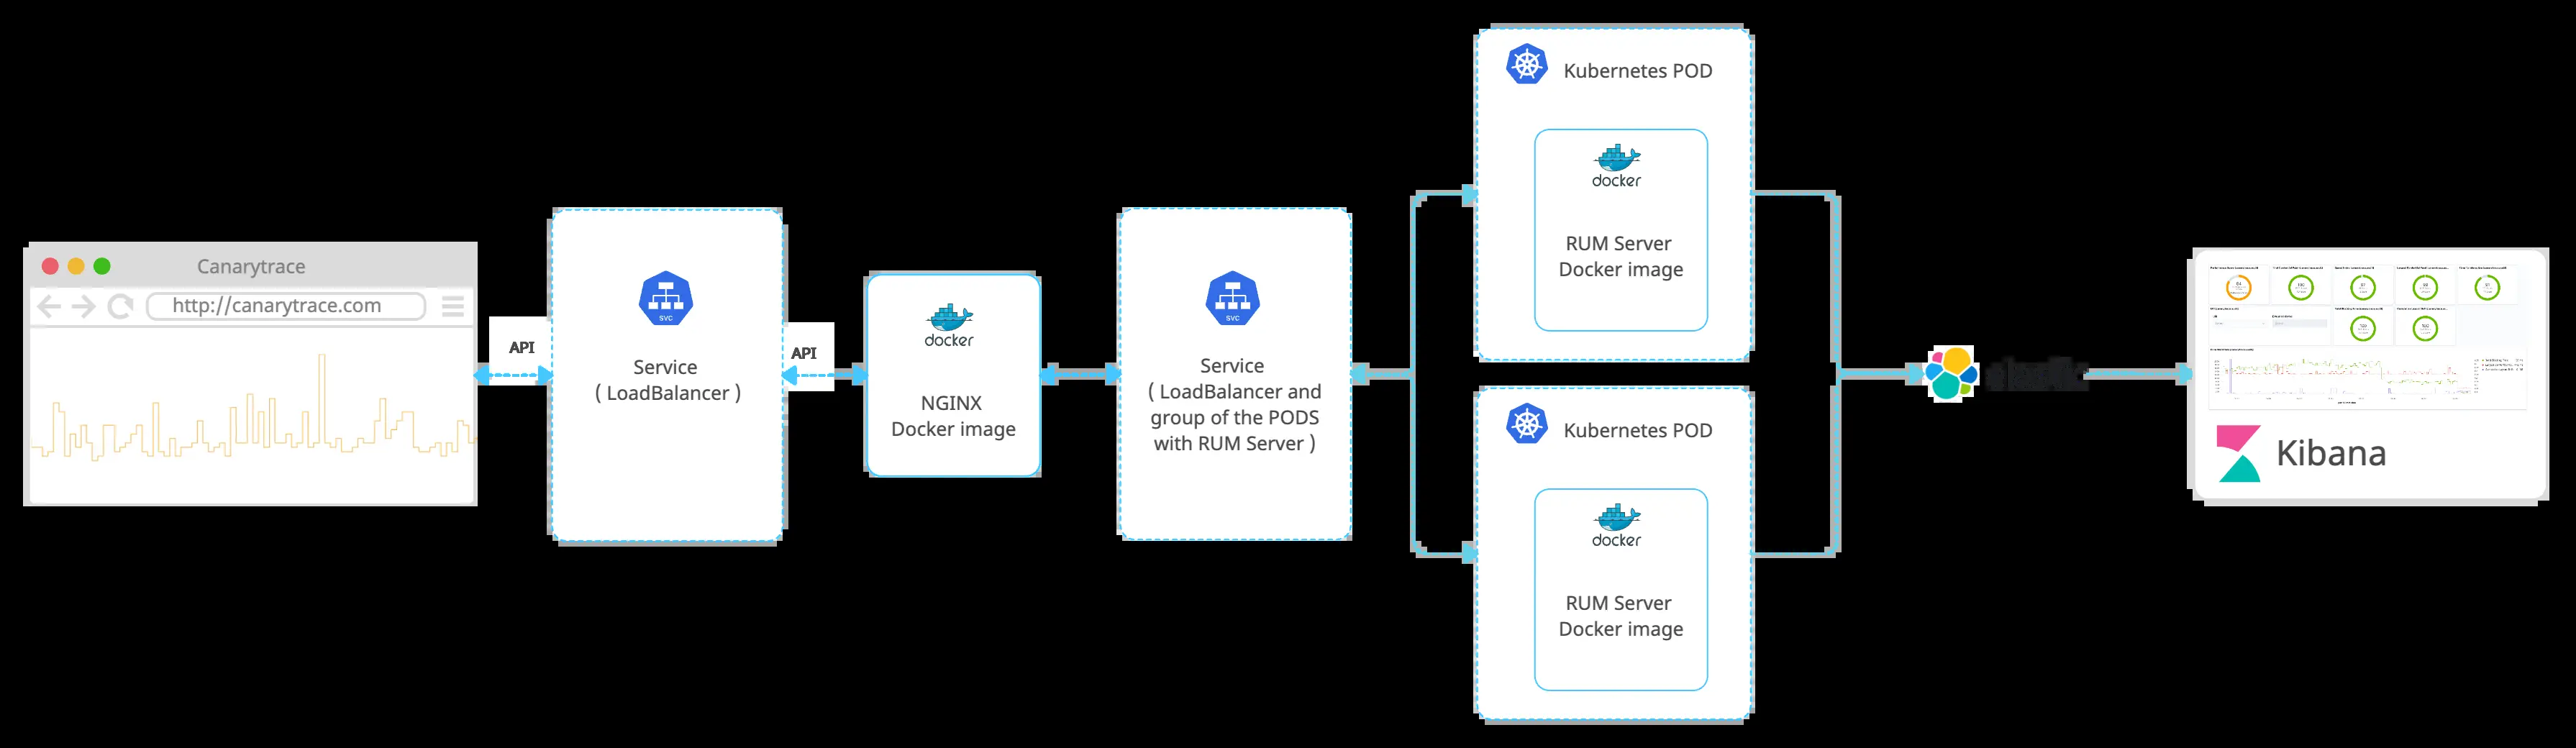 Canarytrace
http://canarytrace.com
API
svc
Service
( LoadBalancer )
API
docker
NGINX
Docker image
svc
Service
( LoadBalancer and
group of the PODS
with RUM Server )
Kubernetes POD
docker
RUM Server
Docker image
Kubernetes POD
docker
RUM Server
Docker image
elastic
Kibana